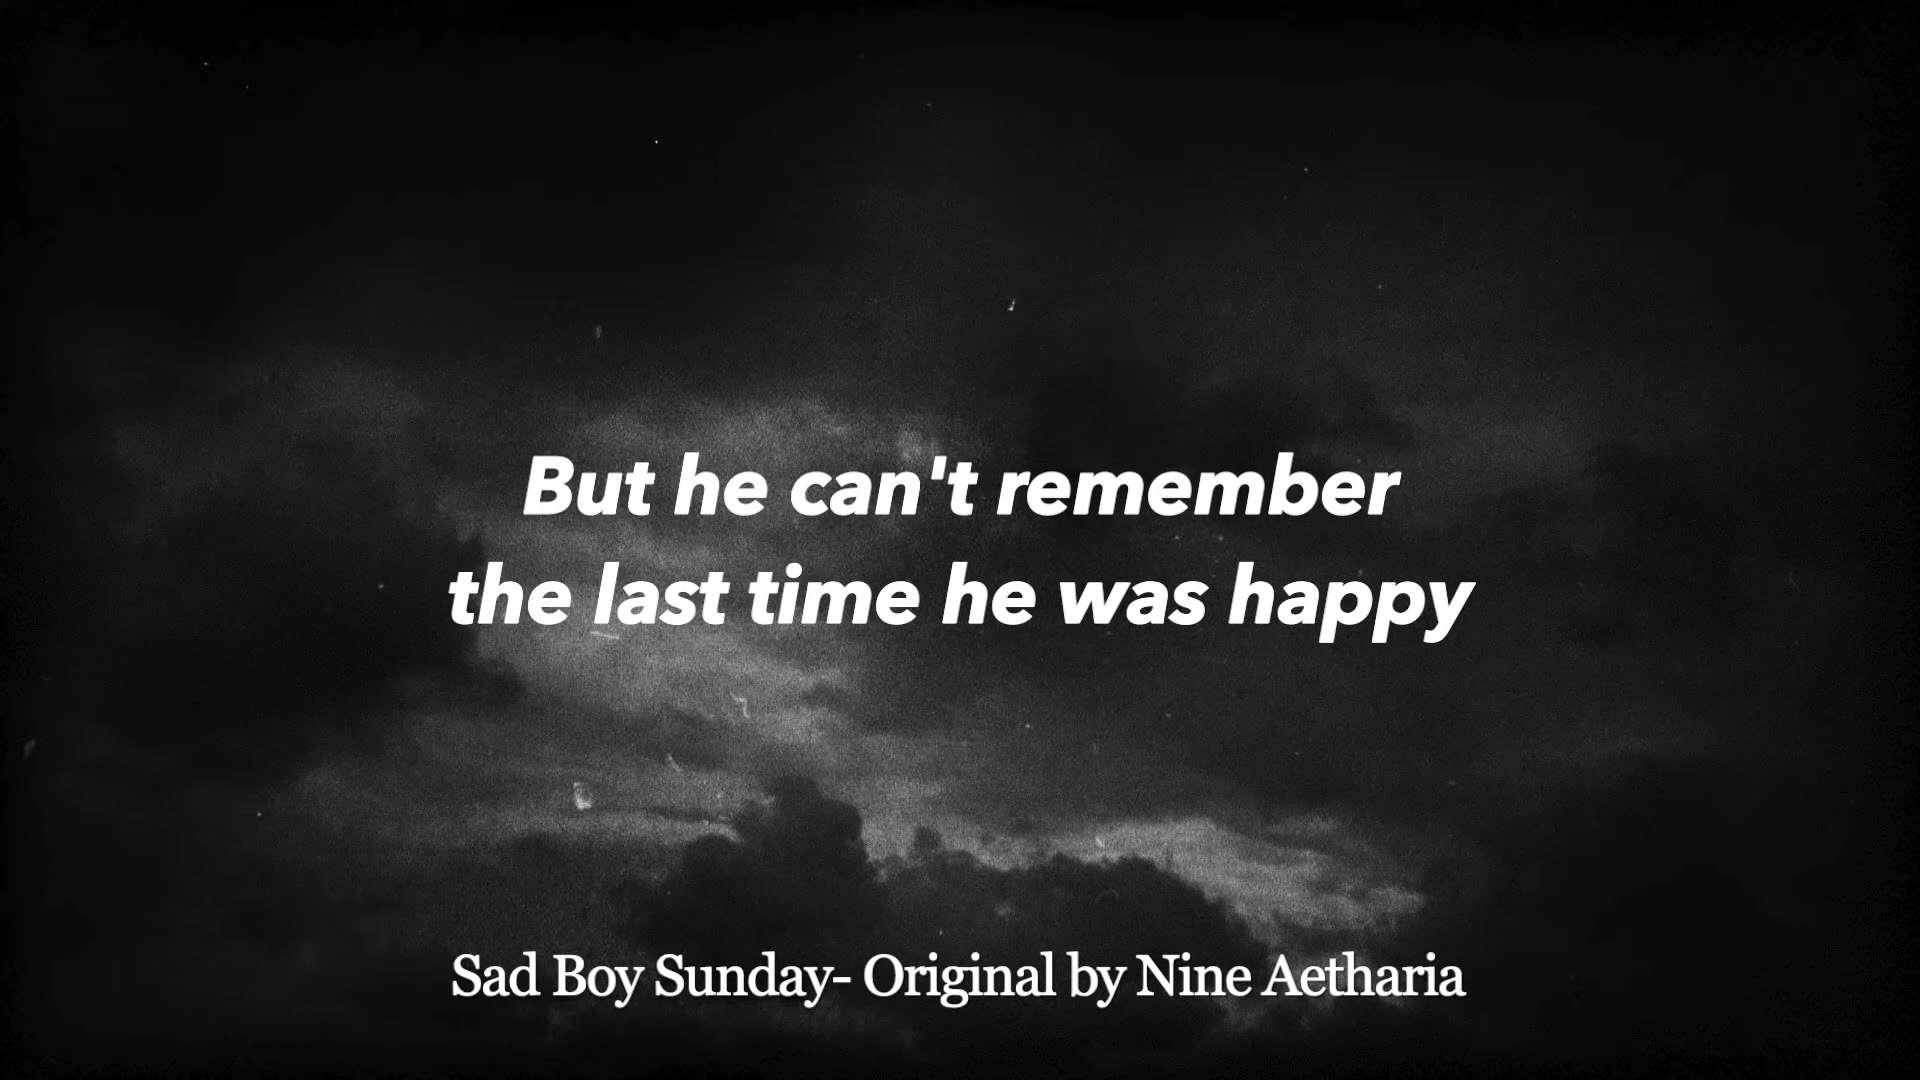 But he can't remember
the last time he was happy
Sad Boy Sunday- Original by Nine Aetharia